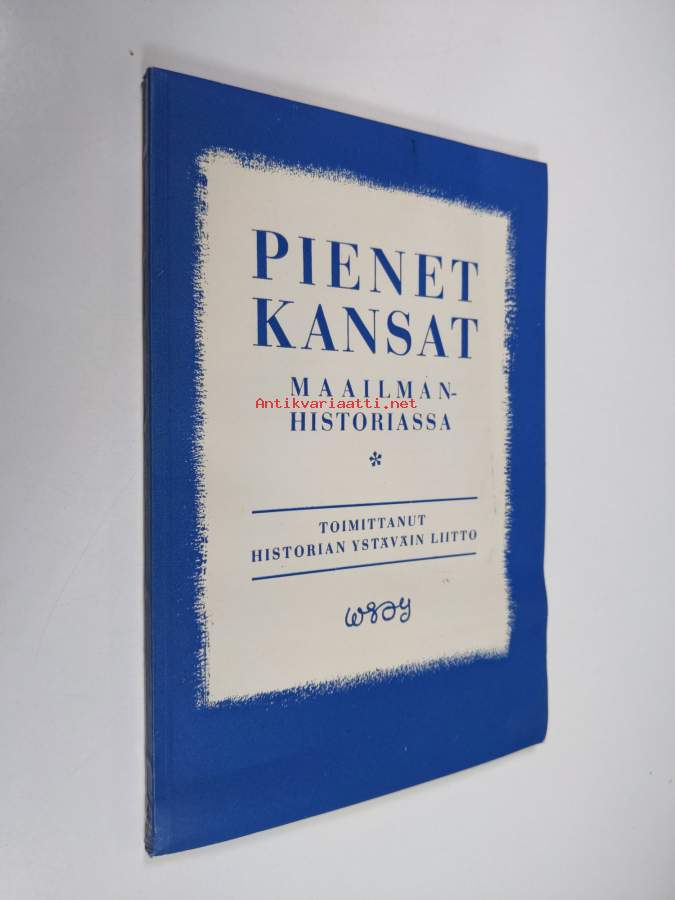 PIENET
KANSAT
MAAILMAN-
Antikvariaatti.net
HISTORIASSA
*
TOIMITTANUT
HISTORIAN YSTÄVÄIN LIITTO
WSOY